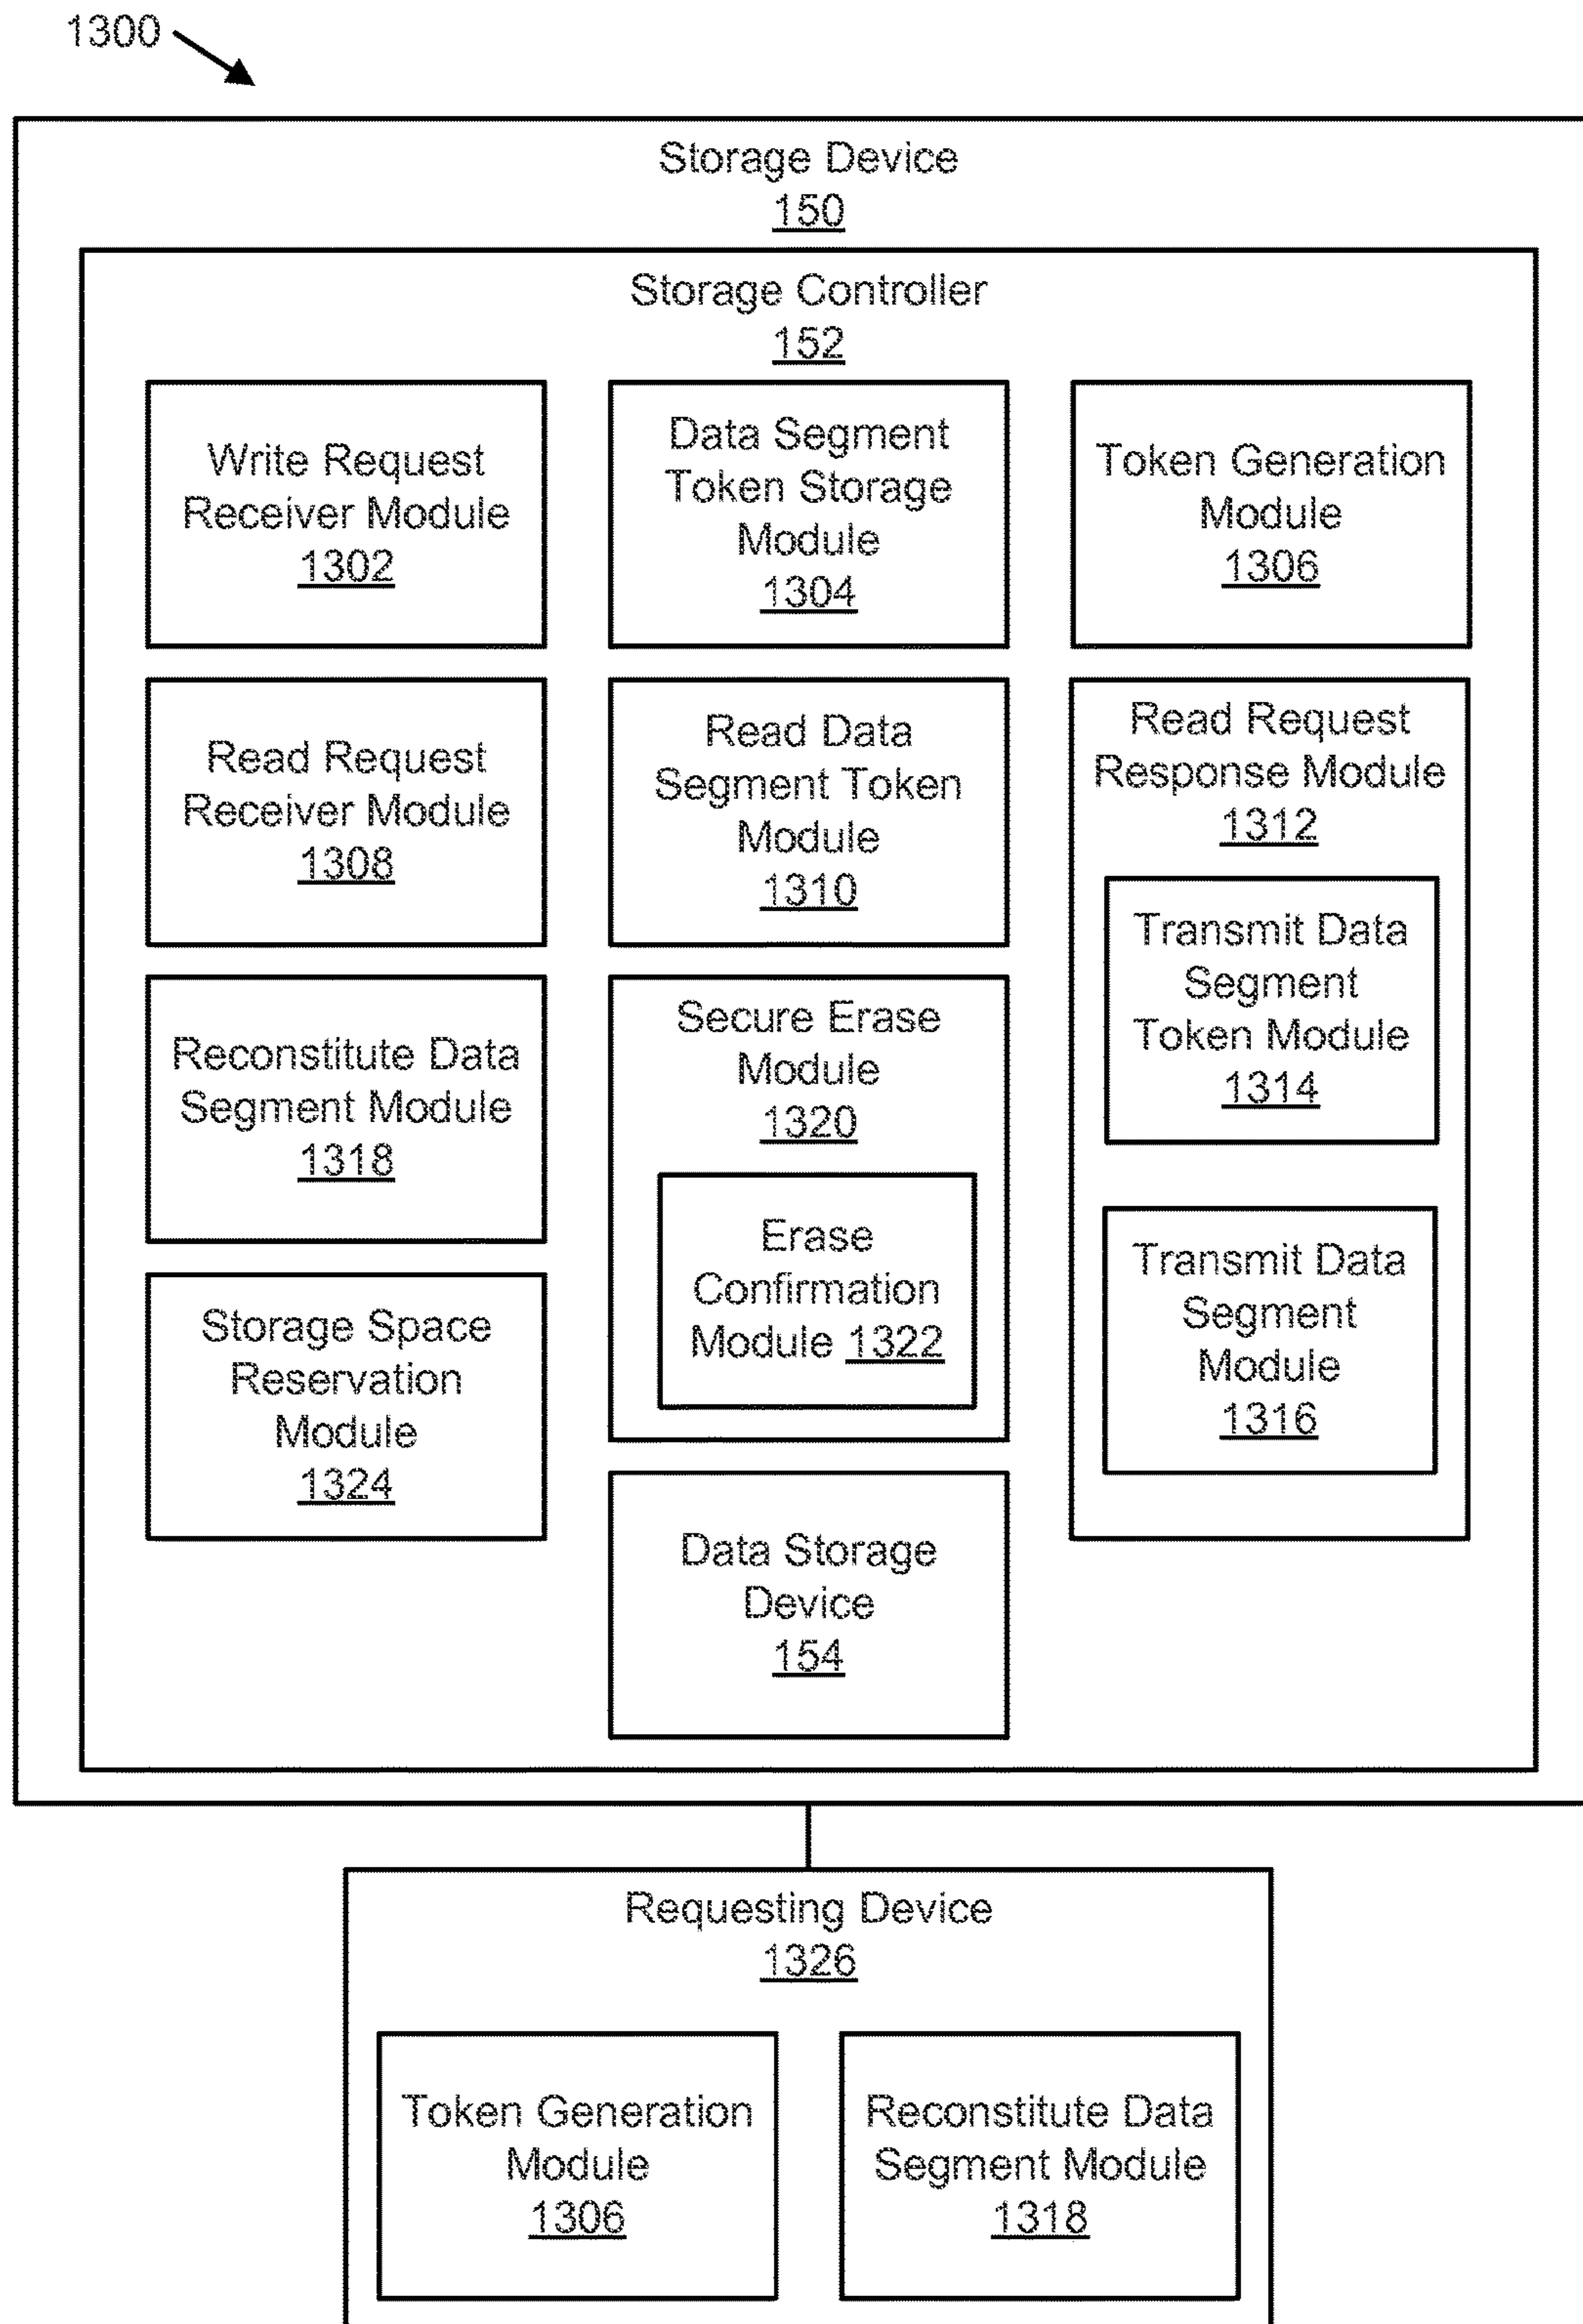 1300
Storage Device
150
Storage Controller
152
Write Request
Receiver Module
1302
Data Segment
Token Storage
Module
1304
Token Generation
Module
1306
Read Request
Receiver Module
1308
Read Data
Segment Token
Module
1310
Read Request
Response Module
1312
Transmit Data
Segment
Token Module
1314
Transmit Data
Segment
Module
1316
Reconstitute Data
Segment Module
1318
Secure Erase
Module
1320
Erase
Confirmation
Module 1322
Storage Space
Reservation
Module
1324
Data Storage
Device
154
Requesting Device
1326
Token Generation
Module
1306
Reconstitute Data
Segment Module
1318